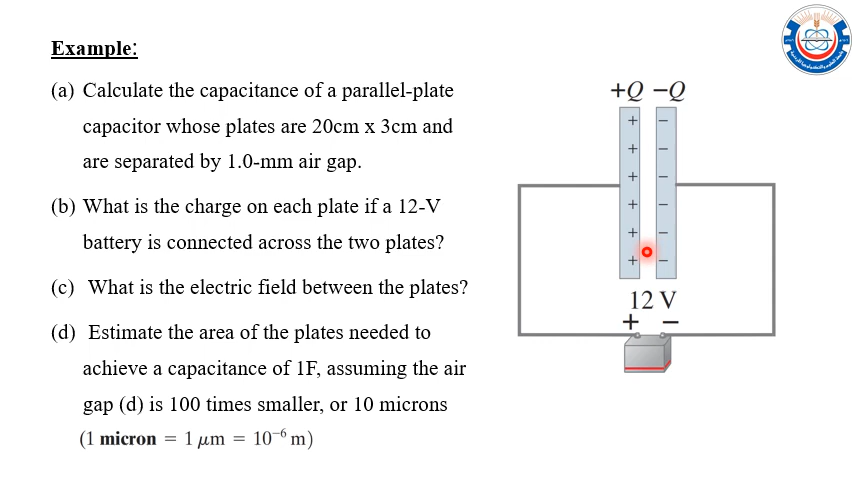 Example:
(a) Calculate the capacitance of a parallel-plate
capacitor whose plates are 20cm x 3cm and
are separated by 1.0-mm air gap.
(b) What is the charge on each plate if a 12-V
battery is connected across the two plates?
(c) What is the electric field between the plates?
(d) Estimate the area of the plates needed to
achieve a capacitance of 1F, assuming the air
gap (d) is 100 times smaller, or 10 microns
(1 micron = 1 μm = 10⁻⁶ m)
+Q −Q
+ −
+ −
+ −
+ −
+ −
+ −
12 V
+ −